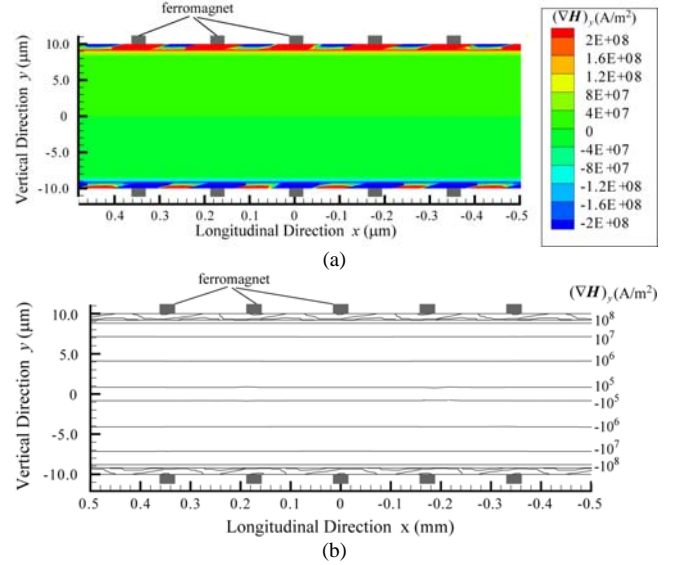 ferromagnet
(∇H)y (A/m²)
Vertical Direction y (μm)
10.0
5.0
0
-5.0
-10.0
0.4 0.3 0.2 0.1 0 -0.1 -0.2 -0.3 -0.4 -0.5
Longitudinal Direction x (μm)
2E+08
1.6E+08
1.2E+08
8E+07
4E+07
0
-4E+07
-8E+07
-1.2E+08
-1.6E+08
-2E+08
(a)
ferromagnet
(∇H)y (A/m²)
Vertical Direction y (μm)
10.0
5.0
0
-5.0
-10.0
10⁸
10⁷
10⁶
10⁵
-10⁵
-10⁶
-10⁷
-10⁸
0.5 0.4 0.3 0.2 0.1 0 -0.1 -0.2 -0.3 -0.4 -0.5
Longitudinal Direction x (mm)
(b)